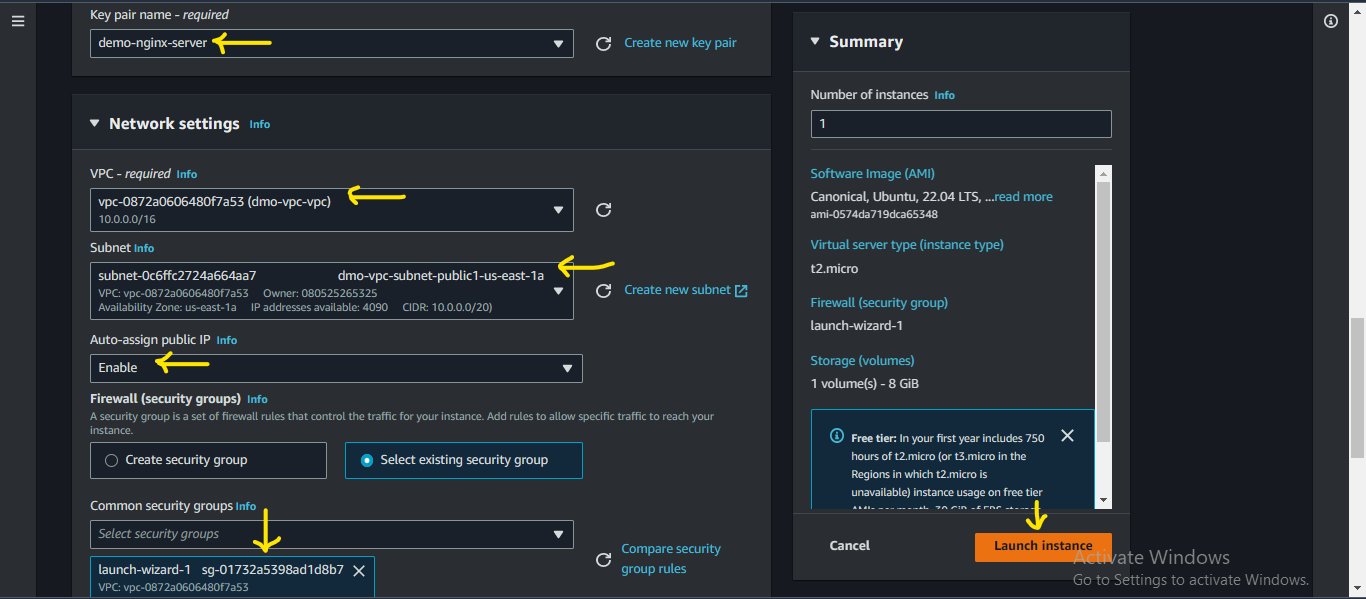 Key pair name - required
demo-nginx-server
Create new key pair
Network settings Info
VPC - required Info
vpc-0872a0606480f7a53 (dmo-vpc-vpc)
10.0.0.0/16
Subnet Info
subnet-0c6ffc2724a664aa7 dmo-vpc-subnet-public1-us-east-1a
VPC: vpc-0872a0606480f7a53 Owner: 080525265325
Availability Zone: us-east-1a IP addresses available: 4090 CIDR: 10.0.0.0/20)
Create new subnet
Auto-assign public IP Info
Enable
Firewall (security groups) Info
A security group is a set of firewall rules that control the traffic for your instance. Add rules to allow specific traffic to reach your
instance.
Create security group
Select existing security group
Common security groups Info
Select security groups
launch-wizard-1 sg-01732a5398ad1d8b7
VPC: vpc-0872a0606480f7a53
Compare security
group rules
Summary
Number of instances Info
1
Software Image (AMI)
Canonical, Ubuntu, 22.04 LTS, ...read more
ami-0574da719dca65348
Virtual server type (instance type)
t2.micro
Firewall (security group)
launch-wizard-1
Storage (volumes)
1 volume(s) - 8 GiB
Free tier: In your first year includes 750
hours of t2.micro (or t3.micro in the
Regions in which t2.micro is
unavailable) instance usage on free tier
AMIs per month, 30 GiB of EBS storage,
Cancel
Launch instance
Activate Windows
Go to Settings to activate Windows.